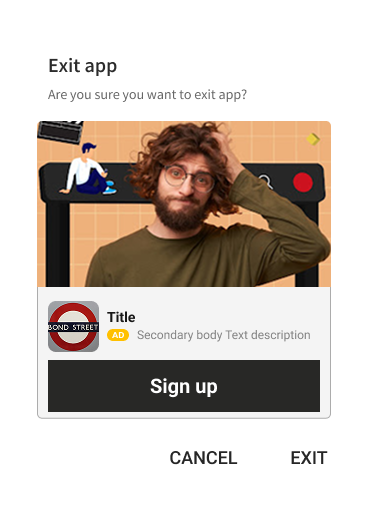 Exit app
Are you sure you want to exit app?
BOND STREET
Title
AD Secondary body Text description
Sign up
CANCEL EXIT